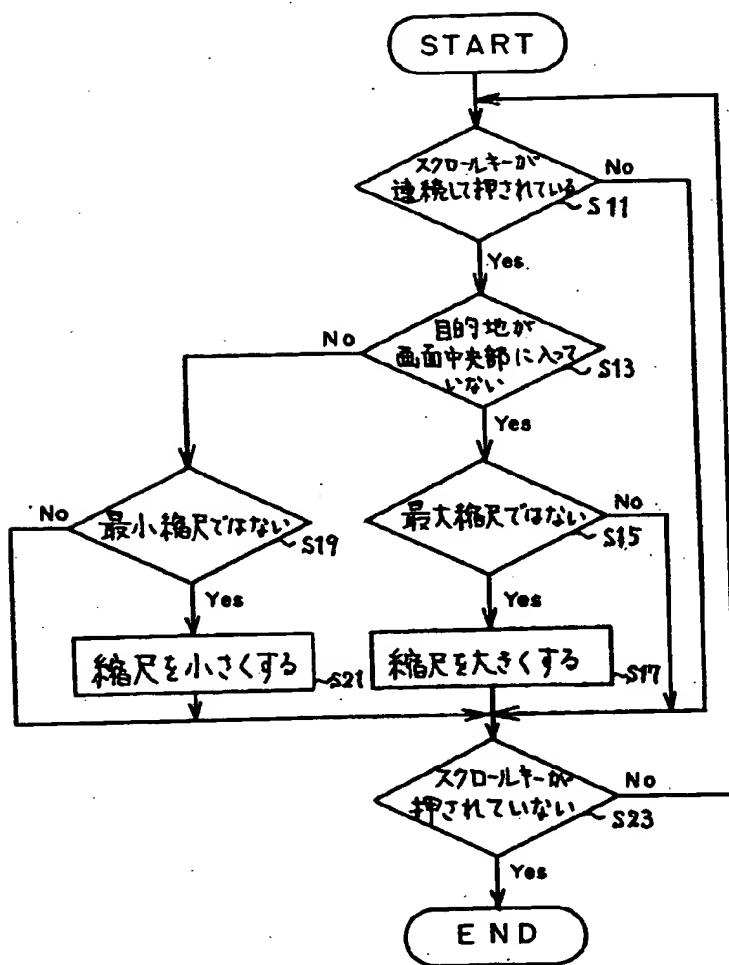 START
スクロールキーが
連続して押されている
No
S11
Yes
目的地が
画面中央部に入って
いない
No
S13
Yes
最小縮尺ではない
No
S19
Yes
最大縮尺ではない
No
S15
Yes
縮尺を小さくする
S21
縮尺を大きくする
S17
スクロールキーが
押されていない
No
S23
Yes
END